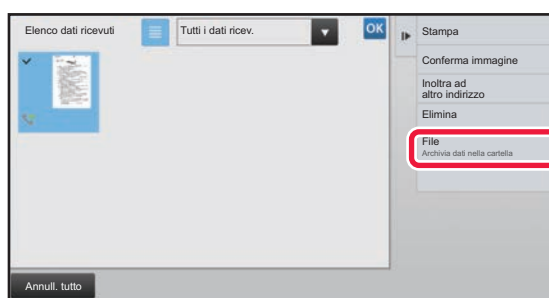 Elenco dati ricevuti
Tutti i dati ricev.
OK
Stampa
Conferma immagine
Inoltra ad
altro indirizzo
Elimina
File
Archivia dati nella cartella
Annull. tutto